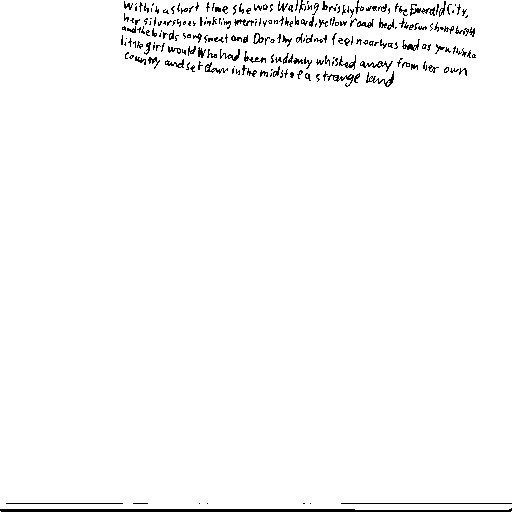 Within a short time she was walking briskly towards the Emerald City,
her silver shoes tinkling merrily on the hard, yellow road bed. The sun shone bright
and the birds sang sweet and Dorothy did not feel nearly as bad as you think a
little girl would who had been suddenly whisked away from her own
country and set down in the midst of a strange land